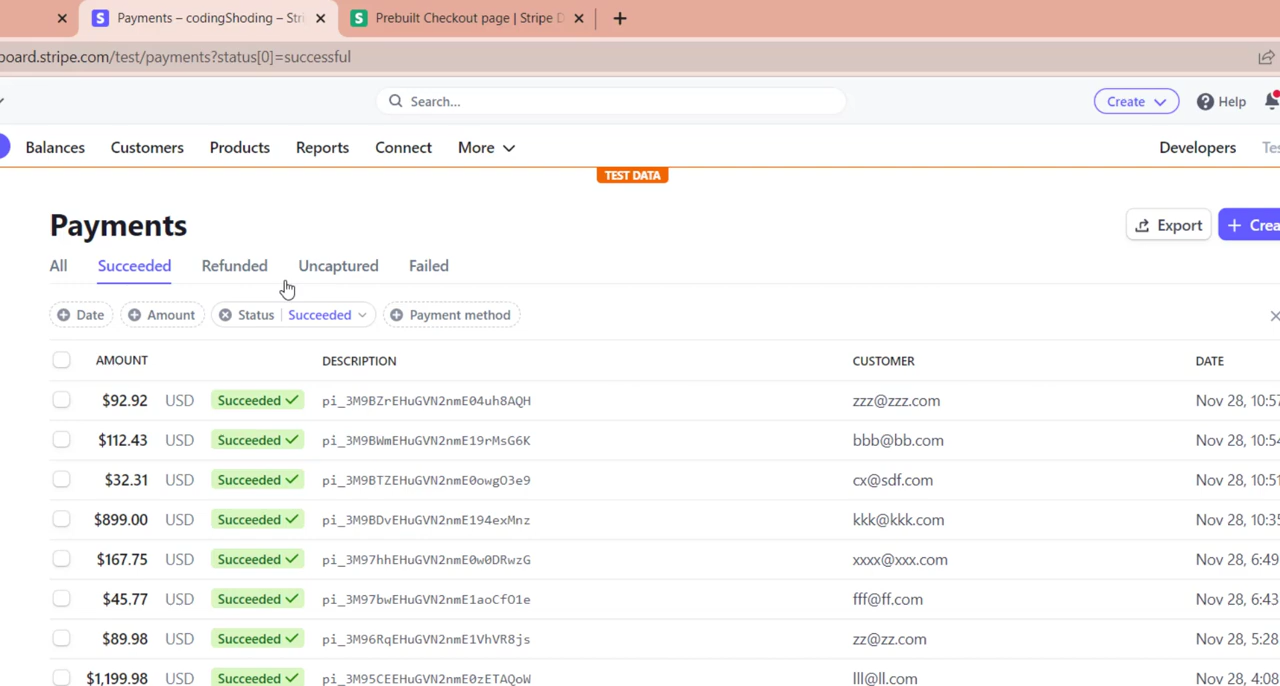 Payments – codingShoding – Stri
Prebuilt Checkout page | Stripe D
board.stripe.com/test/payments?status[0]=successful
Search...
Create
Help
Balances Customers Products Reports Connect More Developers Tes
TEST DATA
Payments
Export
+ Crea
All Succeeded Refunded Uncaptured Failed
Date Amount Status Succeeded Payment method
AMOUNT DESCRIPTION CUSTOMER DATE
$92.92 USD Succeeded pi_3M9BZrEHuGVN2nmE04uh8AQH zzz@zzz.com Nov 28, 10:57
$112.43 USD Succeeded pi_3M9BWmEHuGVN2nmE19rMsG6K bbb@bb.com Nov 28, 10:54
$32.31 USD Succeeded pi_3M9BTZEHuGVN2nmE0owgO3e9 cx@sdf.com Nov 28, 10:51
$899.00 USD Succeeded pi_3M9BDvEHuGVN2nmE194exMnz kkk@kkk.com Nov 28, 10:35
$167.75 USD Succeeded pi_3M97hhEHuGVN2nmE0w0DRwzG xxxx@xxx.com Nov 28, 6:49
$45.77 USD Succeeded pi_3M97bwEHuGVN2nmE1aoCfO1e fff@ff.com Nov 28, 6:43
$89.98 USD Succeeded pi_3M96RqEHuGVN2nmE1VhVR8js zz@zz.com Nov 28, 5:28
$1,199.98 USD Succeeded pi_3M95CEEHuGVN2nmE0zETAQoW lll@ll.com Nov 28, 4:08